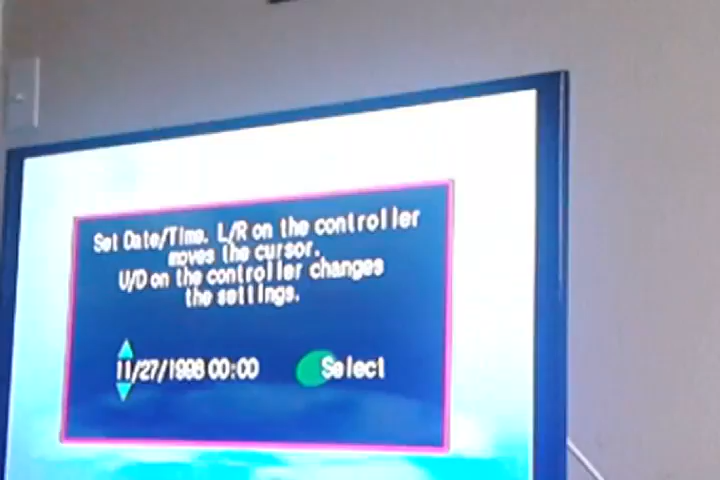 Set Date/Time. L/R on the controller
moves the cursor.
U/D on the controller changes
the settings.
11/27/1998 00:00
Select